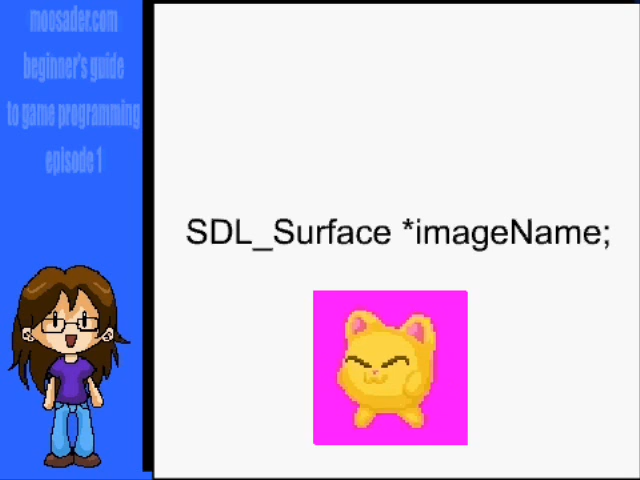 moosader.com
beginner's guide
to game programming
episode 1
SDL_Surface *imageName;